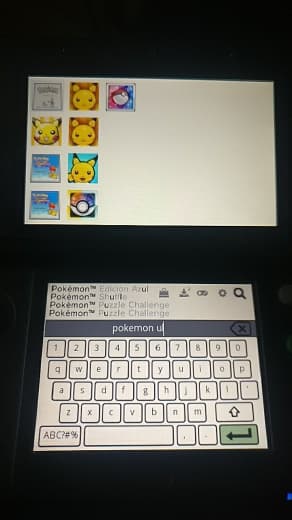 Pokémon™ Edición Azul
Pokémon™ Shuffle
Pokémon™ Puzzle Challenge
Pokémon™ Puzzle Challenge
pokemon ul
1 2 3 4 5 6 7 8 9 0
q w e r t y u i o p
a s d f g h j k l '
z x c v b n m
ABC?#% , .